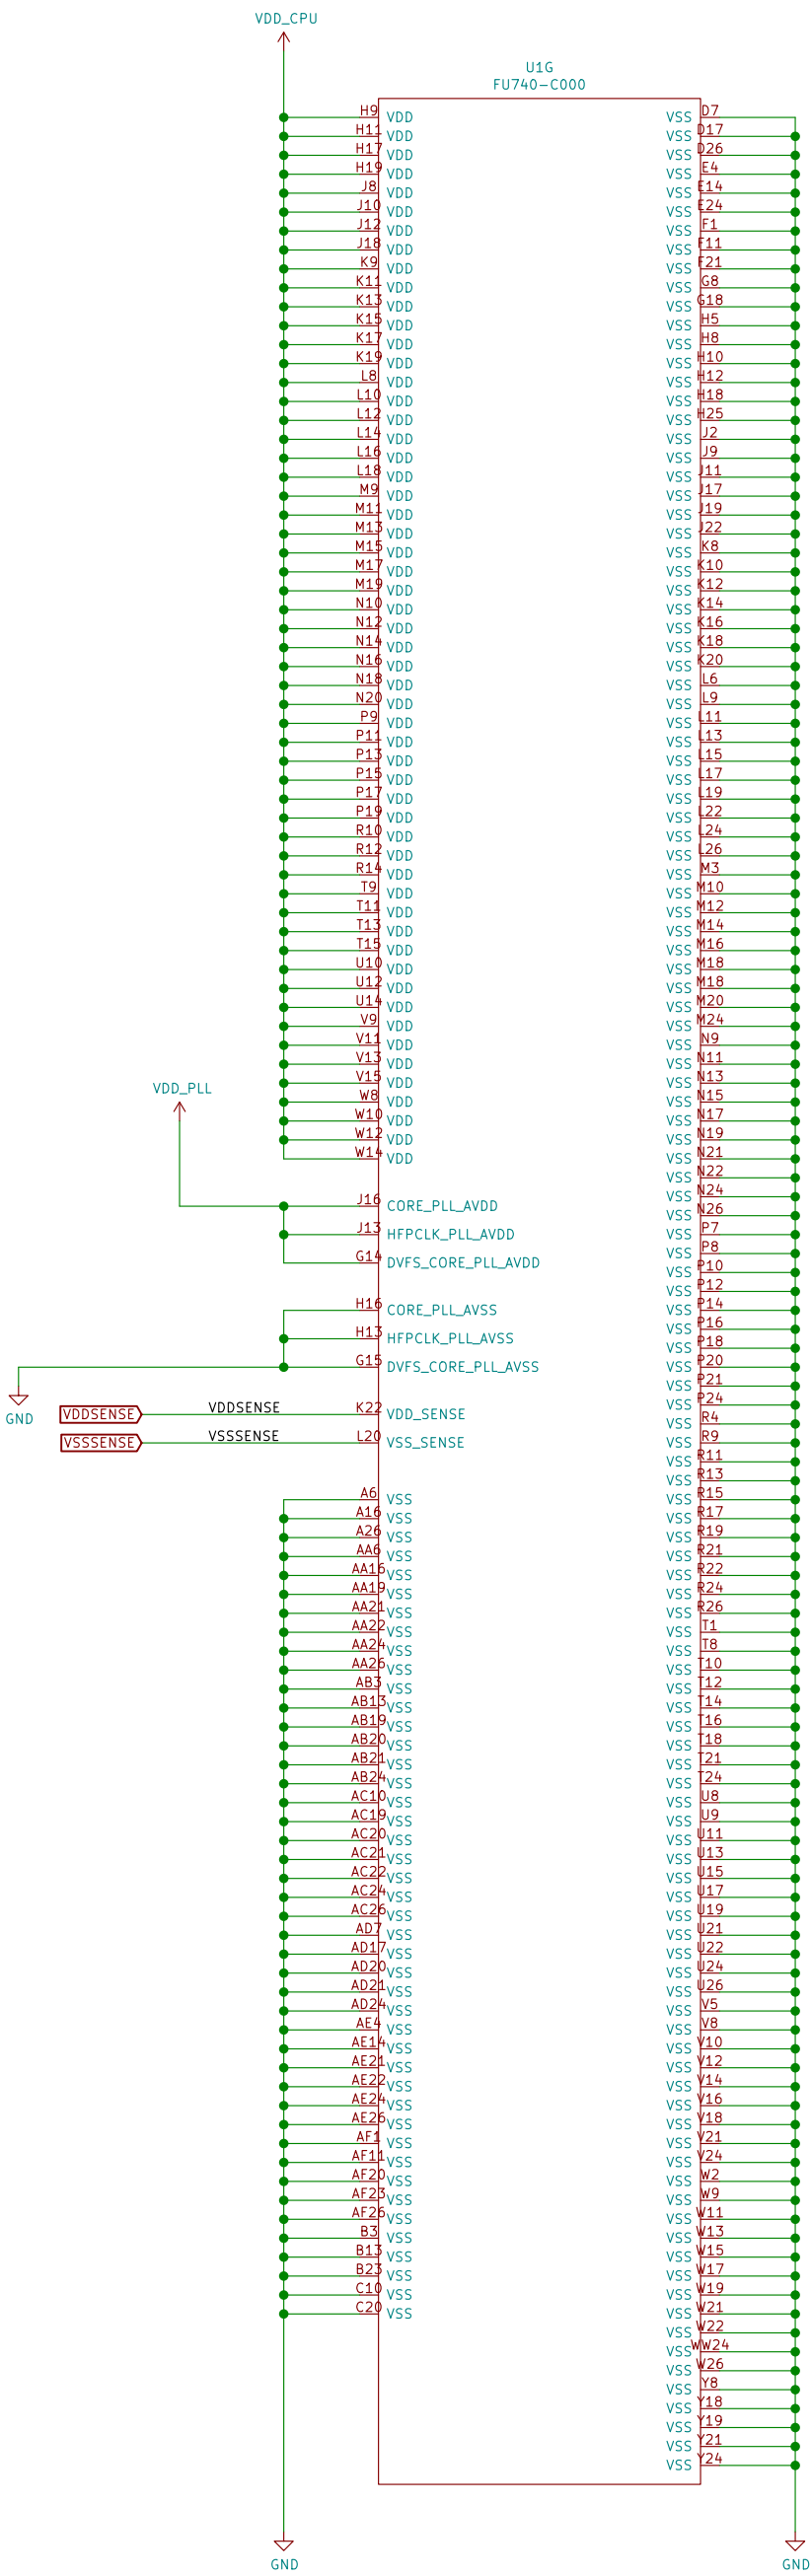 VDD_CPU
U1G
FU740-C000
H9 VDD VSS D7
H11 VDD VSS D17
H17 VDD VSS D26
H19 VDD VSS E4
J8 VDD VSS E14
J10 VDD VSS E24
J12 VDD VSS F1
J18 VDD VSS F11
K9 VDD VSS F21
K11 VDD VSS G8
K13 VDD VSS G18
K15 VDD VSS H5
K17 VDD VSS H8
K19 VDD VSS H10
L8 VDD VSS H12
L10 VDD VSS H18
L12 VDD VSS H25
L14 VDD VSS J2
L16 VDD VSS J9
L18 VDD VSS J11
M9 VDD VSS J17
M11 VDD VSS J19
M13 VDD VSS J22
M15 VDD VSS K8
M17 VDD VSS K10
M19 VDD VSS K12
N10 VDD VSS K14
N12 VDD VSS K16
N14 VDD VSS K18
N16 VDD VSS K20
N18 VDD VSS L6
N20 VDD VSS L9
P9 VDD VSS L11
P11 VDD VSS L13
P13 VDD VSS L15
P15 VDD VSS L17
P17 VDD VSS L19
P19 VDD VSS L22
R10 VDD VSS L24
R12 VDD VSS L26
R14 VDD VSS M3
T9 VDD VSS M10
T11 VDD VSS M12
T13 VDD VSS M14
T15 VDD VSS M16
U10 VDD VSS M18
U12 VDD VSS M18
U14 VDD VSS M20
V9 VDD VSS M24
V11 VDD VSS N9
V13 VDD VSS N11
V15 VDD VSS N13
VDD_PLL
W8 VDD VSS N15
W10 VDD VSS N17
W12 VDD VSS N19
W14 VDD VSS N21
VSS N22
VSS N24
J16 CORE_PLL_AVDD
VSS N26
J13 HFPCLK_PLL_AVDD VSS P7
VSS P8
G14 DVFS_CORE_PLL_AVDD
VSS P10
VSS P12
H16 CORE_PLL_AVSS VSS P14
VSS P16
H13 HFPCLK_PLL_AVSS
VSS P18
G15 DVFS_CORE_PLL_AVSS VSS P20
VSS P21
VSS P24
GND
VDDSENSE VDDSENSE K22 VDD_SENSE
VSS R4
VSSSENSE VSSSENSE L20 VSS_SENSE VSS R9
VSS R11
VSS R13
A6 VSS VSS R15
A16 VSS VSS R17
A26 VSS VSS R19
AA6 VSS VSS R21
AA16 VSS VSS R22
AA19 VSS VSS R24
AA21 VSS VSS R26
AA22 VSS VSS T1
AA24 VSS VSS T8
AA26 VSS VSS T10
AB3 VSS VSS T12
AB13 VSS VSS T14
AB19 VSS VSS T16
AB20 VSS VSS T18
AB21 VSS VSS T21
AB24 VSS VSS T24
AC10 VSS VSS U8
AC19 VSS VSS U9
AC20 VSS VSS U11
AC21 VSS VSS U13
AC22 VSS VSS U15
AC24 VSS VSS U17
AC26 VSS VSS U19
AD7 VSS VSS U21
AD17 VSS VSS U22
AD20 VSS VSS U24
AD21 VSS VSS U26
AD24 VSS VSS V5
AE4 VSS VSS V8
AE14 VSS VSS V10
AE21 VSS VSS V12
AE22 VSS VSS V14
AE24 VSS VSS V16
AE26 VSS VSS V18
AF1 VSS VSS V21
AF11 VSS VSS V24
AF20 VSS VSS W2
AF23 VSS VSS W9
AF26 VSS VSS W11
B3 VSS VSS W13
B13 VSS VSS W15
B23 VSS VSS W17
C10 VSS VSS W19
C20 VSS VSS W21
VSS W22
VSS WW24
VSS W26
VSS Y8
VSS Y18
VSS Y19
VSS Y21
VSS Y24
GND GND